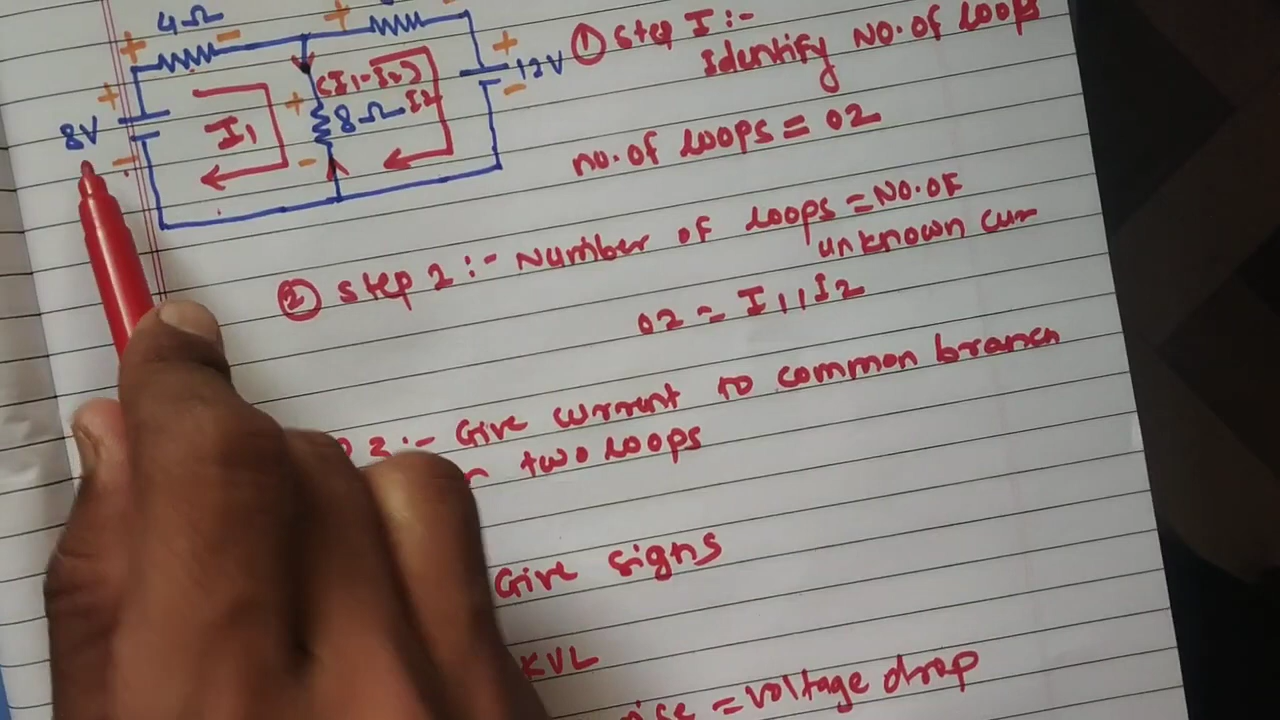 4Ω
+ -
+
-
+
(I1-I2)
+
12V
-
+
8V
-
I1
+
8Ω
I2
-
① Step I :-
Identify NO. of loops
no. of loops = 02
② Step 2 :- Number of loops = NO. OF
unknown curr
02 = I1, I2
3 :- Give current to common branch
two loops
Give signs
KVL
= voltage drop